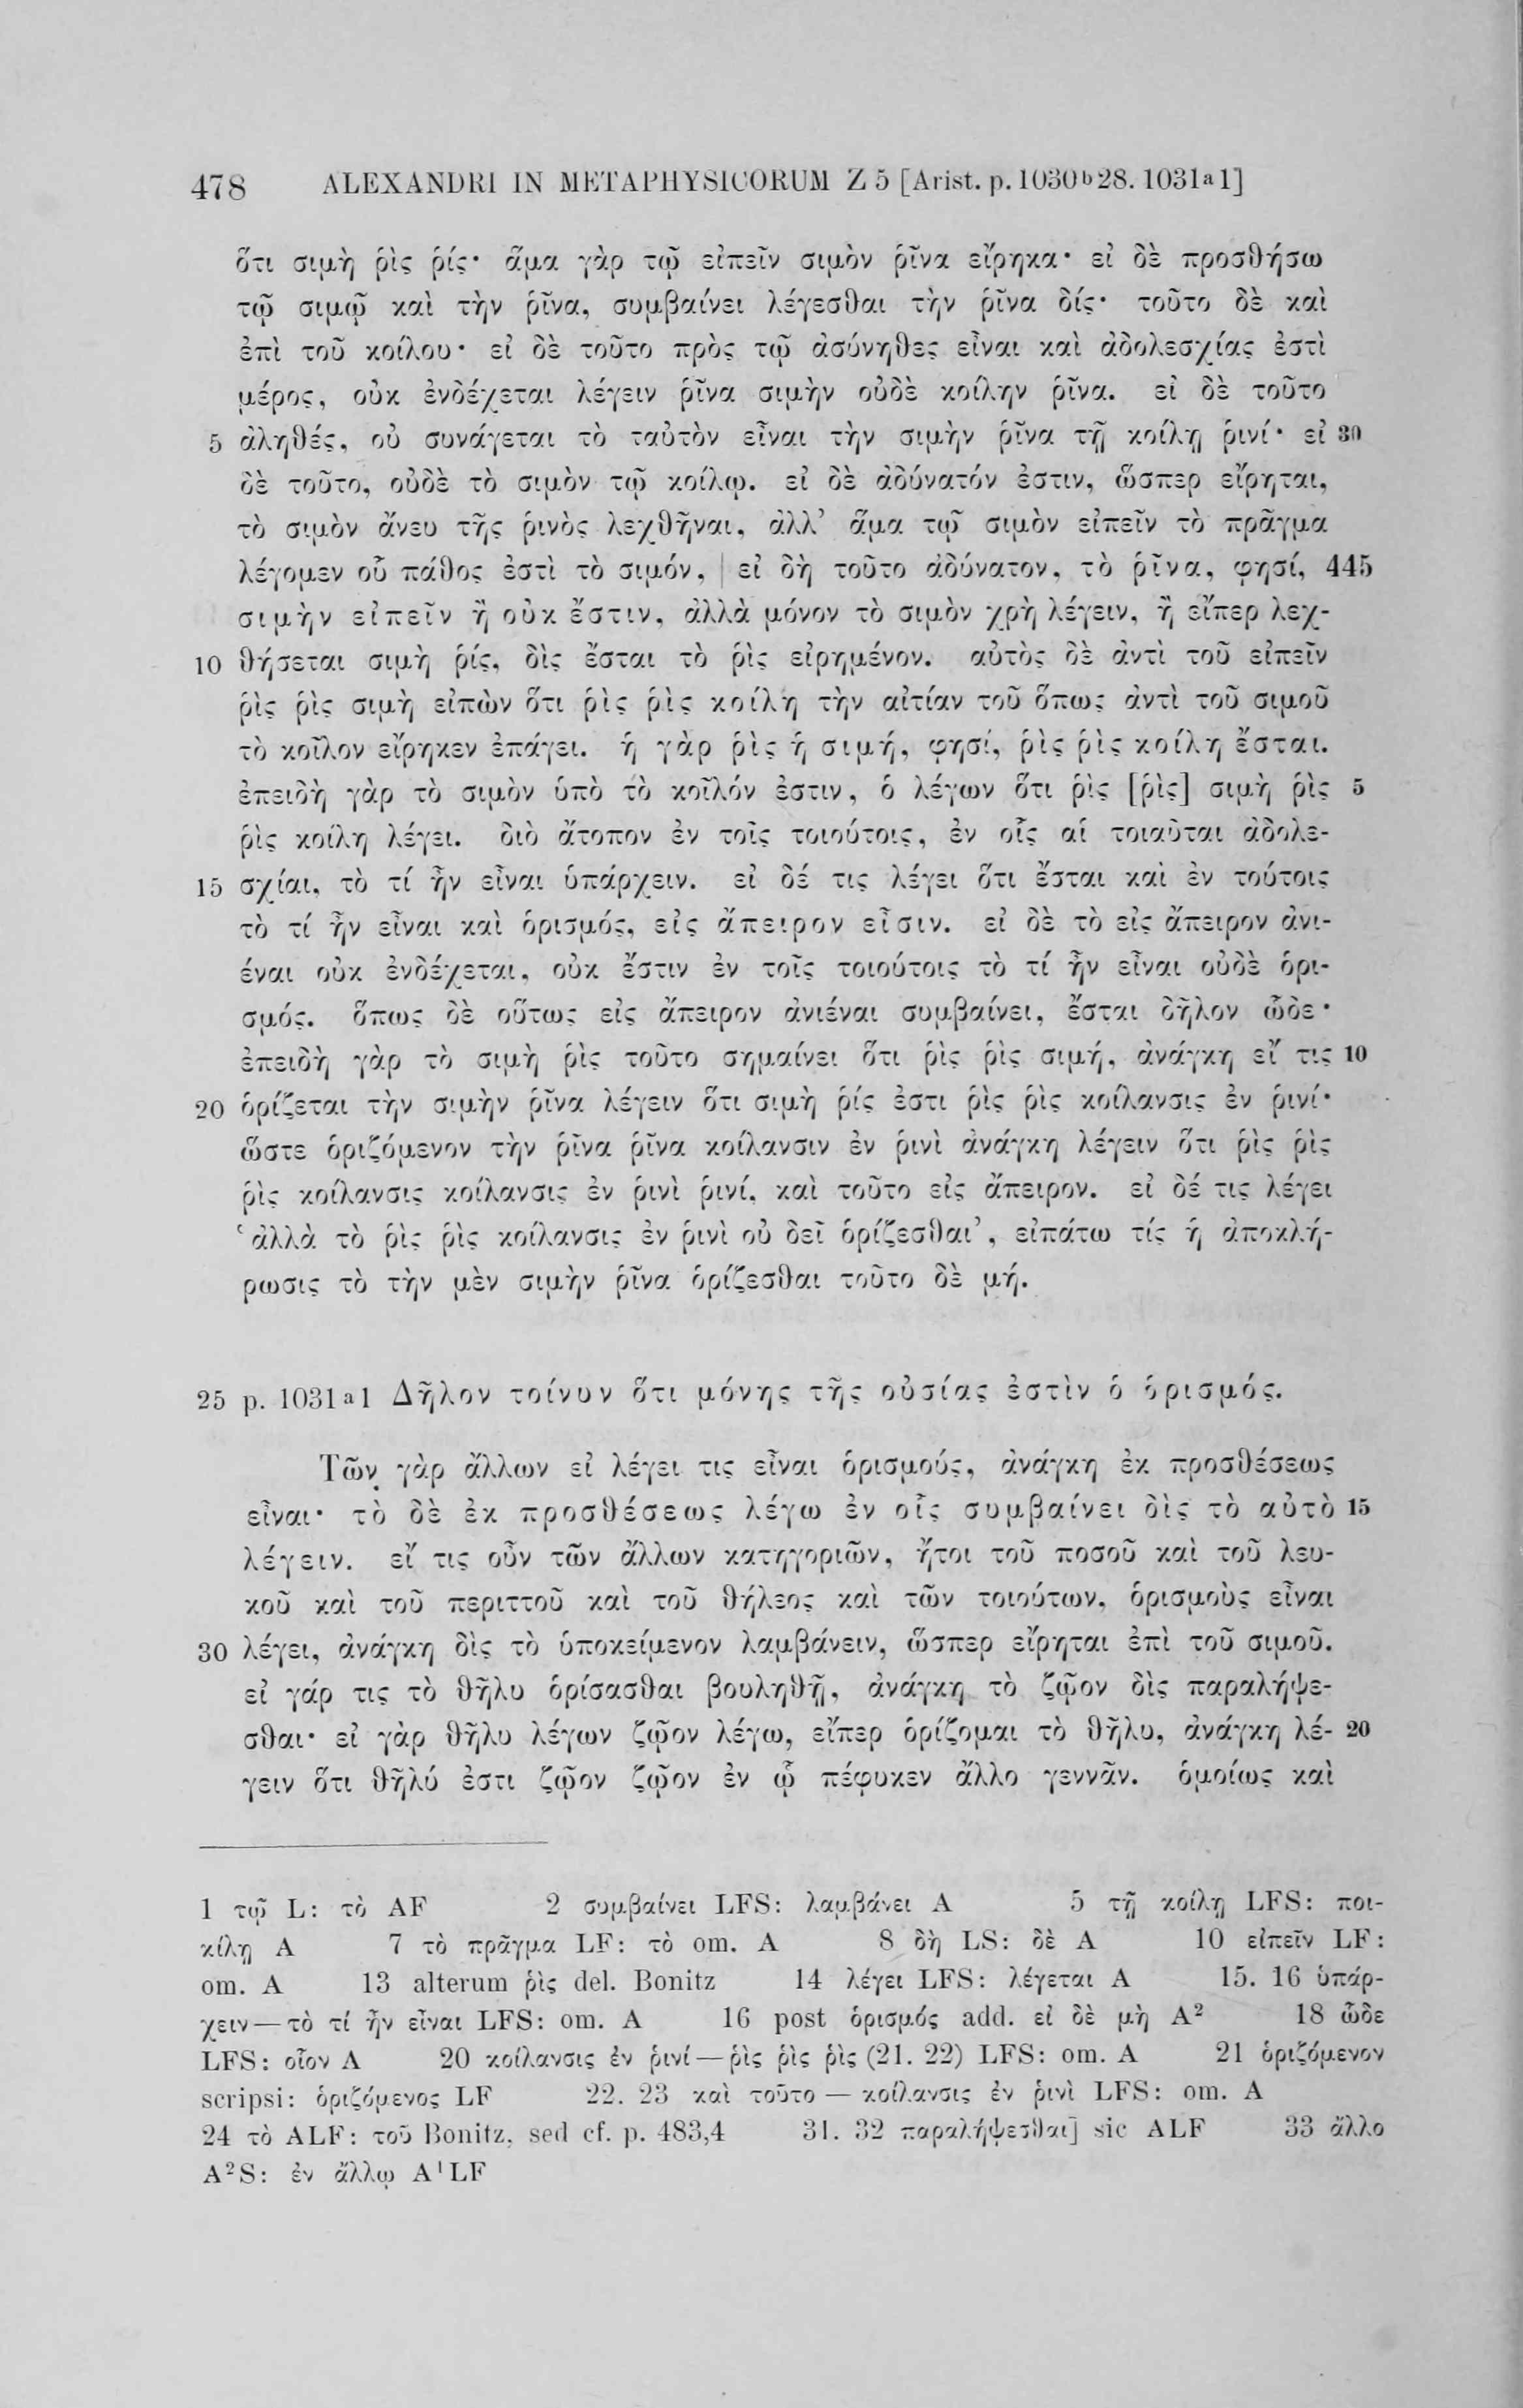 478 ALEXANDRI IN METAPHYSICORUM Z 5 [Arist. p. 1030ᵇ28. 1031ᵃ1]
ὅτι σιμὴ ῥὶς ῥίς· ἅμα γὰρ τῷ εἰπεῖν σιμὸν ῥῖνα εἴρηκα· εἰ δὲ προσθήσω
τῷ σιμῷ καὶ τὴν ῥῖνα, συμβαίνει λέγεσθαι τὴν ῥῖνα δίς· τοῦτο δὲ καὶ
ἐπὶ τοῦ κοίλου· εἰ δὲ τοῦτο πρὸς τῷ ἀσύνηθες εἶναι καὶ ἀδολεσχίας ἐστὶ
μέρος, οὐκ ἐνδέχεται λέγειν ῥῖνα σιμὴν οὐδὲ κοίλην ῥῖνα. εἰ δὲ τοῦτο
5 ἀληθές, οὐ συνάγεται τὸ ταὐτὸν εἶναι τὴν σιμὴν ῥῖνα τῇ κοίλῃ ῥινί· εἰ 30
δὲ τοῦτο, οὐδὲ τὸ σιμὸν τῷ κοίλῳ. εἰ δὲ ἀδύνατόν ἐστιν, ὥσπερ εἴρηται,
τὸ σιμὸν ἄνευ τῆς ῥινὸς λεχθῆναι, ἀλλ’ ἅμα τῷ σιμὸν εἰπεῖν τὸ πρᾶγμα
λέγομεν οὗ πάθος ἐστὶ τὸ σιμόν, | εἰ δὴ τοῦτο ἀδύνατον, τὸ ῥῖνα, φησί, 445
σιμὴν εἰπεῖν ἢ οὐκ ἔστιν, ἀλλὰ μόνον τὸ σιμὸν χρὴ λέγειν, ἢ εἴπερ λεχ-
10 θήσεται σιμὴ ῥίς, δὶς ἔσται τὸ ῥὶς εἰρημένον. αὐτὸς δὲ ἀντὶ τοῦ εἰπεῖν
ῥὶς ῥὶς σιμὴ εἰπὼν ὅτι ῥὶς ῥὶς κοίλη τὴν αἰτίαν τοῦ ὅπως ἀντὶ τοῦ σιμοῦ
τὸ κοῖλον εἴρηκεν ἐπάγει. ἡ γὰρ ῥὶς ἡ σιμή, φησί, ῥὶς ῥὶς κοίλη ἔσται.
ἐπειδὴ γὰρ τὸ σιμὸν ὑπὸ τὸ κοῖλόν ἐστιν, ὁ λέγων ὅτι ῥὶς [ῥὶς] σιμὴ ῥὶς 5
ῥὶς κοίλη λέγει. διὸ ἄτοπον ἐν τοῖς τοιούτοις, ἐν οἷς αἱ τοιαῦται ἀδολε-
15 σχίαι, τὸ τί ἦν εἶναι ὑπάρχειν. εἰ δέ τις λέγει ὅτι ἔσται καὶ ἐν τούτοις
τὸ τί ἦν εἶναι καὶ ὁρισμός, εἰς ἄπειρον εἶσιν. εἰ δὲ τὸ εἰς ἄπειρον ἀνι-
έναι οὐκ ἐνδέχεται, οὐκ ἔστιν ἐν τοῖς τοιούτοις τὸ τί ἦν εἶναι οὐδὲ ὁρι-
σμός. ὅπως δὲ οὕτως εἰς ἄπειρον ἀνιέναι συμβαίνει, ἔσται δῆλον ὧδε·
ἐπειδὴ γὰρ τὸ σιμὴ ῥὶς τοῦτο σημαίνει ὅτι ῥὶς ῥὶς σιμή, ἀνάγκη εἴ τις 10
20 ὁρίζεται τὴν σιμὴν ῥῖνα λέγειν ὅτι σιμὴ ῥίς ἐστι ῥὶς ῥὶς κοίλανσις ἐν ῥινί·
ὥστε ὁριζόμενον τὴν ῥῖνα ῥῖνα κοίλανσιν ἐν ῥινὶ ἀνάγκη λέγειν ὅτι ῥὶς ῥὶς
ῥὶς κοίλανσις κοίλανσις ἐν ῥινὶ ῥινί, καὶ τοῦτο εἰς ἄπειρον. εἰ δέ τις λέγει
‘ἀλλὰ τὸ ῥὶς ῥὶς κοίλανσις ἐν ῥινὶ οὐ δεῖ ὁρίζεσθαι’, εἰπάτω τίς ἡ ἀποκλή-
ρωσις τὸ τὴν μὲν σιμὴν ῥῖνα ὁρίζεσθαι τοῦτο δὲ μή.
25 p. 1031ᵃ1 Δῆλον τοίνυν ὅτι μόνης τῆς οὐσίας ἐστὶν ὁ ὁρισμός.
Τῶν γὰρ ἄλλων εἰ λέγει τις εἶναι ὁρισμούς, ἀνάγκη ἐκ προσθέσεως
εἶναι· τὸ δὲ ἐκ προσθέσεως λέγω ἐν οἷς συμβαίνει δὶς τὸ αὐτὸ 15
λέγειν. εἴ τις οὖν τῶν ἄλλων κατηγοριῶν, ἤτοι τοῦ ποσοῦ καὶ τοῦ λευ-
κοῦ καὶ τοῦ περιττοῦ καὶ τοῦ θήλεος καὶ τῶν τοιούτων, ὁρισμοὺς εἶναι
30 λέγει, ἀνάγκη δὶς τὸ ὑποκείμενον λαμβάνειν, ὥσπερ εἴρηται ἐπὶ τοῦ σιμοῦ.
εἰ γάρ τις τὸ θῆλυ ὁρίσασθαι βουληθῇ, ἀνάγκη τὸ ζῷον δὶς παραλήψε-
σθαι· εἰ γὰρ θῆλυ λέγων ζῷον λέγω, εἴπερ ὁρίζομαι τὸ θῆλυ, ἀνάγκη λέ- 20
γειν ὅτι θῆλύ ἐστι ζῷον ζῷον ἐν ᾧ πέφυκεν ἄλλο γεννᾶν. ὁμοίως καὶ
1 τῷ L: τὸ AF 2 συμβαίνει LFS: λαμβάνει A 5 τῇ κοίλῃ LFS: ποι-
κίλῃ A 7 τὸ πρᾶγμα LF: τὸ om. A 8 δὴ LS: δὲ A 10 εἰπεῖν LF:
om. A 13 alterum ῥὶς del. Bonitz 14 λέγει LFS: λέγεται A 15. 16 ὑπάρ-
χειν — τὸ τί ἦν εἶναι LFS: om. A 16 post ὁρισμός add. εἰ δὲ μὴ A² 18 ὧδε
LFS: οἷον A 20 κοίλανσις ἐν ῥινί — ῥὶς ῥὶς ῥὶς (21. 22) LFS: om. A 21 ὁριζόμενον
scripsi: ὁριζόμενος LF 22. 23 καὶ τοῦτο — κοίλανσις ἐν ῥινὶ LFS: om. A
24 τὸ ALF: τοῦ Bonitz, sed cf. p. 483,4 31. 32 παραλήψεσθαι] sic ALF 33 ἄλλο
A²S: ἐν ἄλλῳ A¹LF